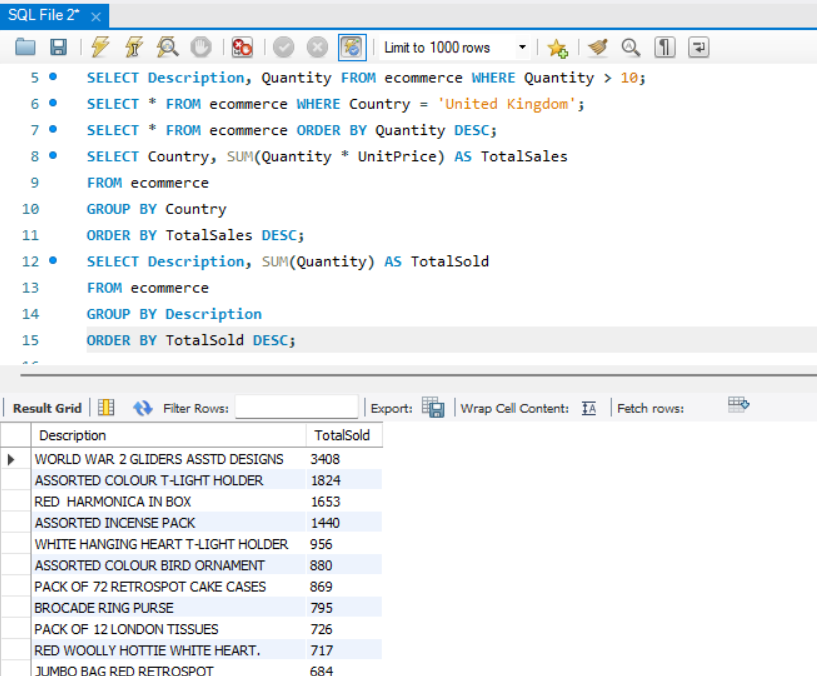 SQL File 2*
Limit to 1000 rows
5 SELECT Description, Quantity FROM ecommerce WHERE Quantity > 10;
6 SELECT * FROM ecommerce WHERE Country = 'United Kingdom';
7 SELECT * FROM ecommerce ORDER BY Quantity DESC;
8 SELECT Country, SUM(Quantity * UnitPrice) AS TotalSales
9 FROM ecommerce
10 GROUP BY Country
11 ORDER BY TotalSales DESC;
12 SELECT Description, SUM(Quantity) AS TotalSold
13 FROM ecommerce
14 GROUP BY Description
15 ORDER BY TotalSold DESC;
Result Grid Filter Rows: Export: Wrap Cell Content: Fetch rows:
Description TotalSold
WORLD WAR 2 GLIDERS ASSTD DESIGNS 3408
ASSORTED COLOUR T-LIGHT HOLDER 1824
RED  HARMONICA IN BOX 1653
ASSORTED INCENSE PACK 1440
WHITE HANGING HEART T-LIGHT HOLDER 956
ASSORTED COLOUR BIRD ORNAMENT 880
PACK OF 72 RETROSPOT CAKE CASES 869
BROCADE RING PURSE 795
PACK OF 12 LONDON TISSUES 726
RED WOOLLY HOTTIE WHITE HEART. 717
JUMBO BAG RED RETROSPOT 684